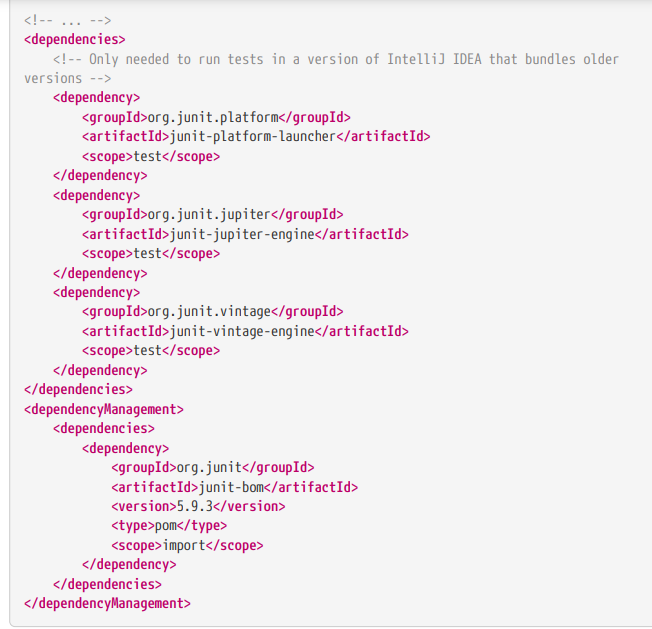 <!-- ... -->
<dependencies>
    <!-- Only needed to run tests in a version of IntelliJ IDEA that bundles older
versions -->
    <dependency>
        <groupId>org.junit.platform</groupId>
        <artifactId>junit-platform-launcher</artifactId>
        <scope>test</scope>
    </dependency>
    <dependency>
        <groupId>org.junit.jupiter</groupId>
        <artifactId>junit-jupiter-engine</artifactId>
        <scope>test</scope>
    </dependency>
    <dependency>
        <groupId>org.junit.vintage</groupId>
        <artifactId>junit-vintage-engine</artifactId>
        <scope>test</scope>
    </dependency>
</dependencies>
<dependencyManagement>
    <dependencies>
        <dependency>
            <groupId>org.junit</groupId>
            <artifactId>junit-bom</artifactId>
            <version>5.9.3</version>
            <type>pom</type>
            <scope>import</scope>
        </dependency>
    </dependencies>
</dependencyManagement>